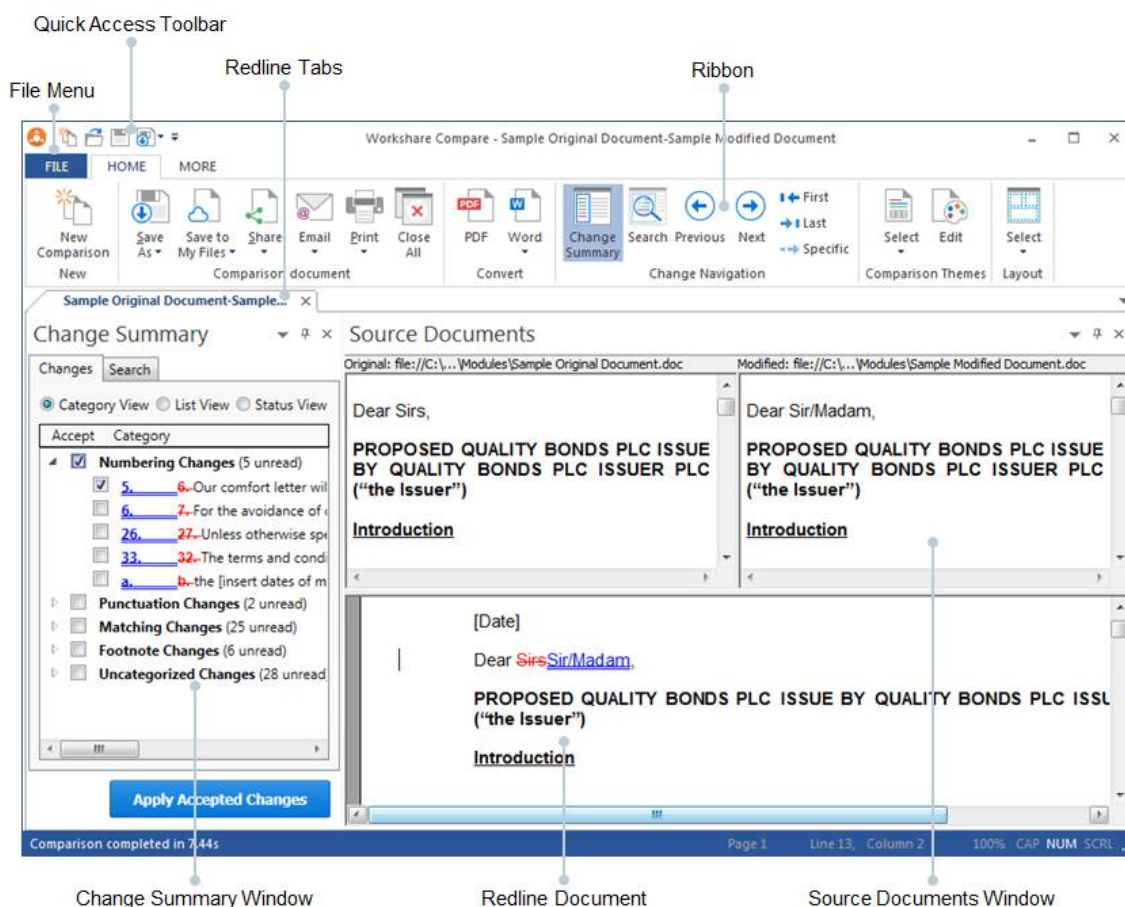 Quick Access Toolbar
Redline Tabs
Ribbon
File Menu
Workshare Compare - Sample Original Document-Sample Modified Document
FILE HOME MORE
New Comparison
Save As
Save to My Files
Share
Email
Print
Close All
PDF
Word
Change Summary
Search
Previous
Next
First
Last
Specific
Select
Edit
Select
New
Comparison document
Convert
Change Navigation
Comparison Themes
Layout
Sample Original Document-Sample...
Change Summary
Changes Search
Category View List View Status View
Accept Category
Numbering Changes (5 unread)
5. 6. Our comfort letter wil
6. 7. For the avoidance of
26. 27. Unless otherwise spe
33. 32. The terms and condi
a. b. the [insert dates of m
Punctuation Changes (2 unread)
Matching Changes (25 unread)
Footnote Changes (6 unread)
Uncategorized Changes (28 unread
Apply Accepted Changes
Source Documents
Original: file://C:\...\Modules\Sample Original Document.doc
Dear Sirs,
PROPOSED QUALITY BONDS PLC ISSUE
BY QUALITY BONDS PLC ISSUER PLC
(“the Issuer”)
Introduction
Modified: file://C:\...\Modules\Sample Modified Document.doc
Dear Sir/Madam,
PROPOSED QUALITY BONDS PLC ISSUE
BY QUALITY BONDS PLC ISSUER PLC
(“the Issuer”)
Introduction
[Date]
Dear SirsSir/Madam,
PROPOSED QUALITY BONDS PLC ISSUE BY QUALITY BONDS PLC ISSU
(“the Issuer”)
Introduction
Comparison completed in 7.44s
Page 1 Line 13, Column 2 100% CAP NUM SCRL
Change Summary Window
Redline Document
Source Documents Window